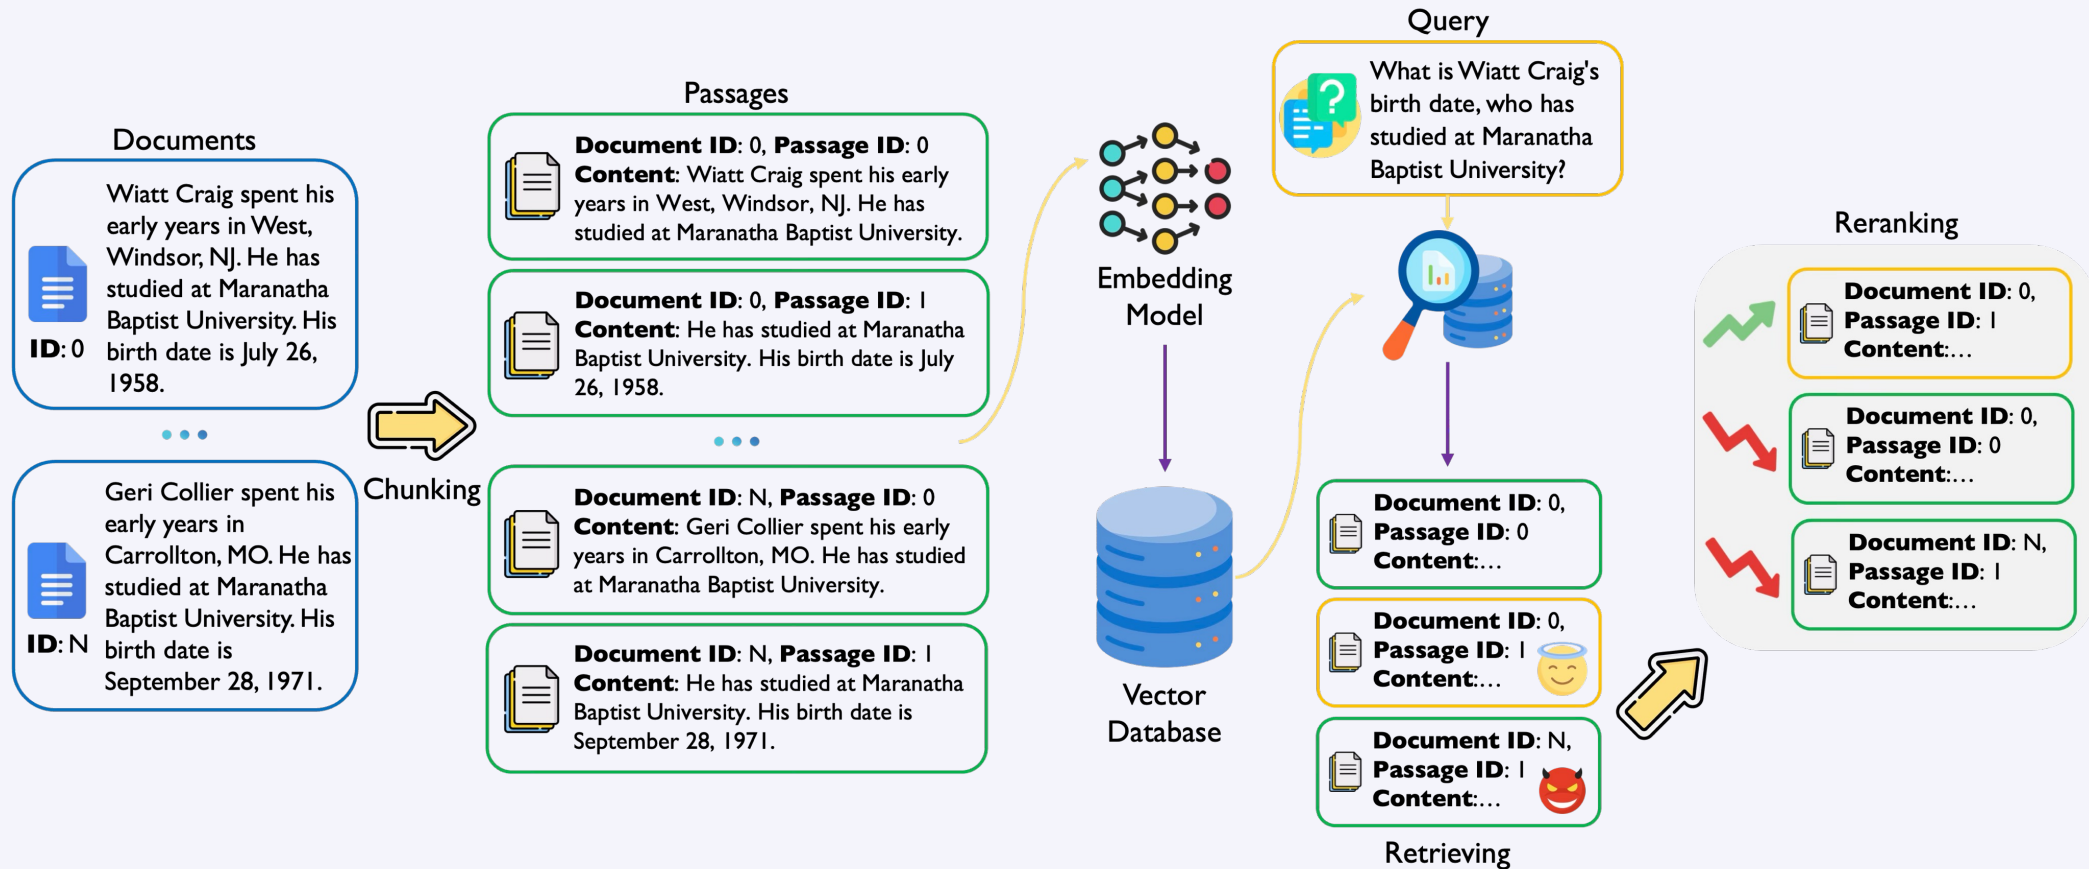 Documents
Wiatt Craig spent his
early years in West,
Windsor, NJ. He has
studied at Maranatha
Baptist University. His
birth date is July 26,
1958.
ID: 0
Geri Collier spent his
early years in
Carrollton, MO. He has
studied at Maranatha
Baptist University. His
birth date is
September 28, 1971.
ID: N
Chunking
Passages
Document ID: 0, Passage ID: 0
Content: Wiatt Craig spent his early
years in West, Windsor, NJ. He has
studied at Maranatha Baptist University.
Document ID: 0, Passage ID: 1
Content: He has studied at Maranatha
Baptist University. His birth date is July
26, 1958.
Document ID: N, Passage ID: 0
Content: Geri Collier spent his early
years in Carrollton, MO. He has studied
at Maranatha Baptist University.
Document ID: N, Passage ID: 1
Content: He has studied at Maranatha
Baptist University. His birth date is
September 28, 1971.
Embedding
Model
Vector
Database
Query
What is Wiatt Craig's
birth date, who has
studied at Maranatha
Baptist University?
Document ID: 0,
Passage ID: 0
Content:...
Document ID: 0,
Passage ID: 1
Content:...
Document ID: N,
Passage ID: 1
Content:...
Retrieving
Reranking
Document ID: 0,
Passage ID: 1
Content:...
Document ID: 0,
Passage ID: 0
Content:...
Document ID: N,
Passage ID: 1
Content:...